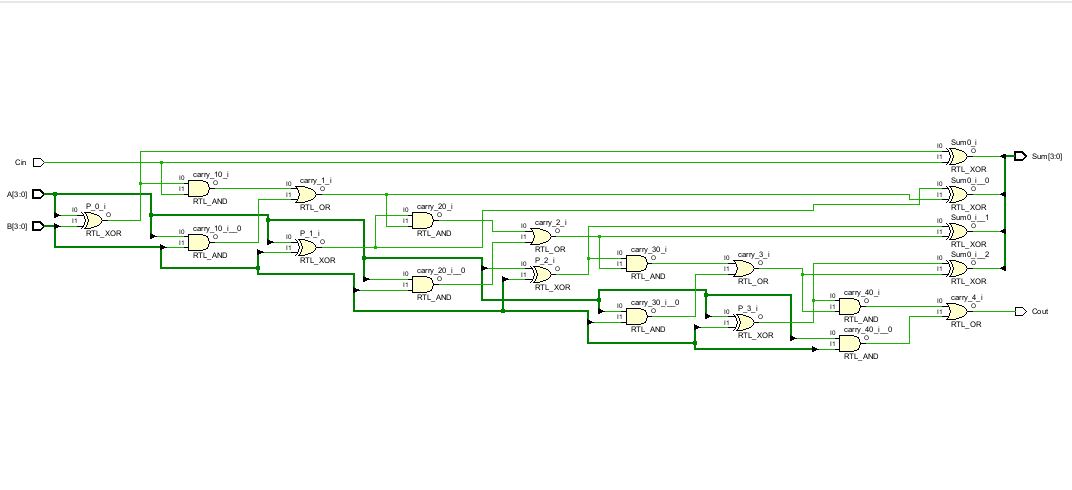 Cin
A[3:0]
B[3:0]
I0
I1
P_0_i
O
RTL_XOR
I0
I1
carry_10_i
O
RTL_AND
I0
I1
carry_10_i__0
O
RTL_AND
I0
I1
carry_1_i
O
RTL_OR
I0
I1
P_1_i
O
RTL_XOR
I0
I1
carry_20_i
O
RTL_AND
I0
I1
carry_20_i__0
O
RTL_AND
I0
I1
carry_2_i
O
RTL_OR
I0
I1
P_2_i
O
RTL_XOR
I0
I1
carry_30_i
O
RTL_AND
I0
I1
carry_30_i__0
O
RTL_AND
I0
I1
carry_3_i
O
RTL_OR
I0
I1
P_3_i
O
RTL_XOR
I0
I1
carry_40_i
O
RTL_AND
I0
I1
carry_40_i__0
O
RTL_AND
I0
I1
Sum0_i
O
RTL_XOR
I0
I1
Sum0_i__0
O
RTL_XOR
I0
I1
Sum0_i__1
O
RTL_XOR
I0
I1
Sum0_i__2
O
RTL_XOR
I0
I1
carry_4_i
O
RTL_OR
Sum[3:0]
Cout